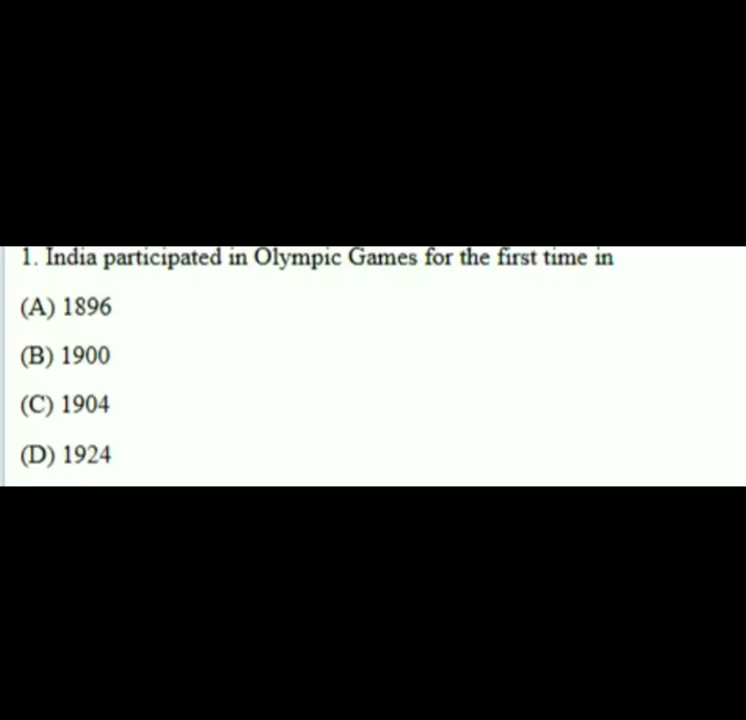 1. India participated in Olympic Games for the first time in
(A) 1896
(B) 1900
(C) 1904
(D) 1924